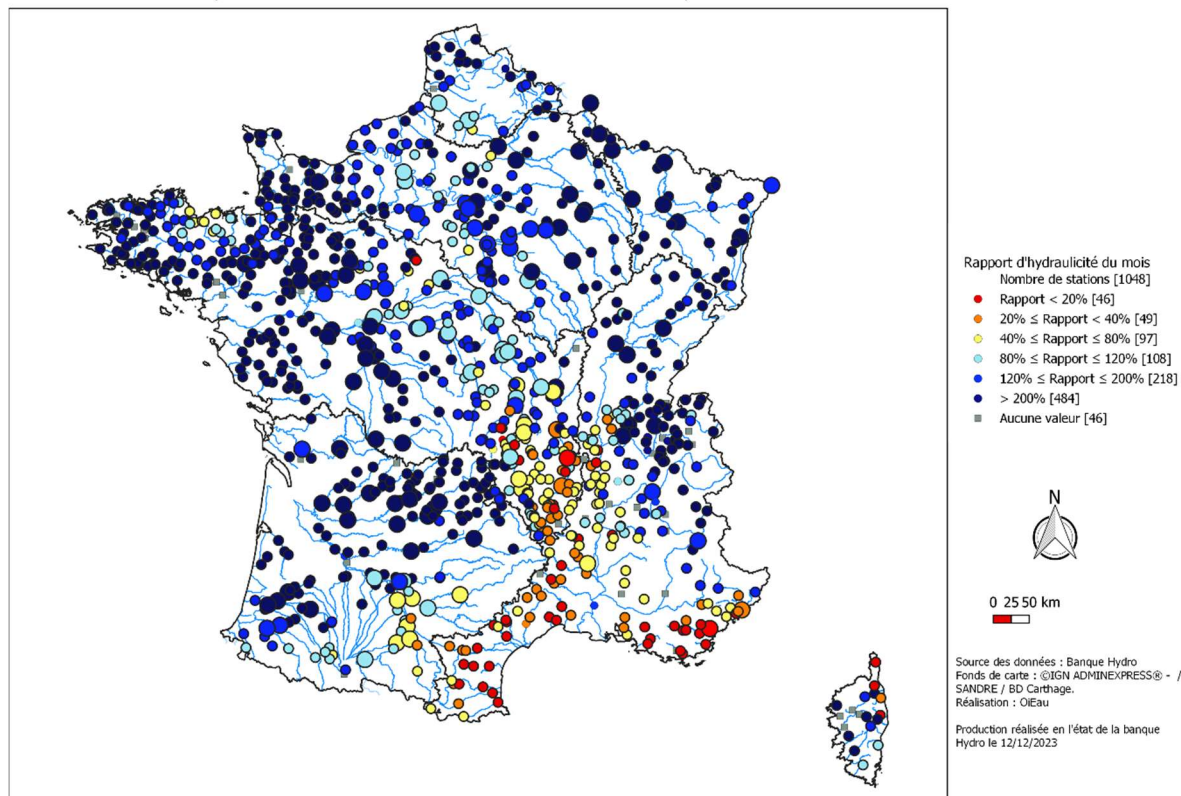 Rapport d'hydraulicité du mois
Nombre de stations [1048]
Rapport < 20% [46]
20% ≤ Rapport < 40% [49]
40% ≤ Rapport ≤ 80% [97]
80% ≤ Rapport ≤ 120% [108]
120% ≤ Rapport ≤ 200% [218]
> 200% [484]
Aucune valeur [46]
N
0 25 50 km
Source des données : Banque Hydro
Fonds de carte : ©IGN ADMINEXPRESS® - /
SANDRE / BD Carthage.
Réalisation : OiEau
Production réalisée en l'état de la banque
Hydro le 12/12/2023